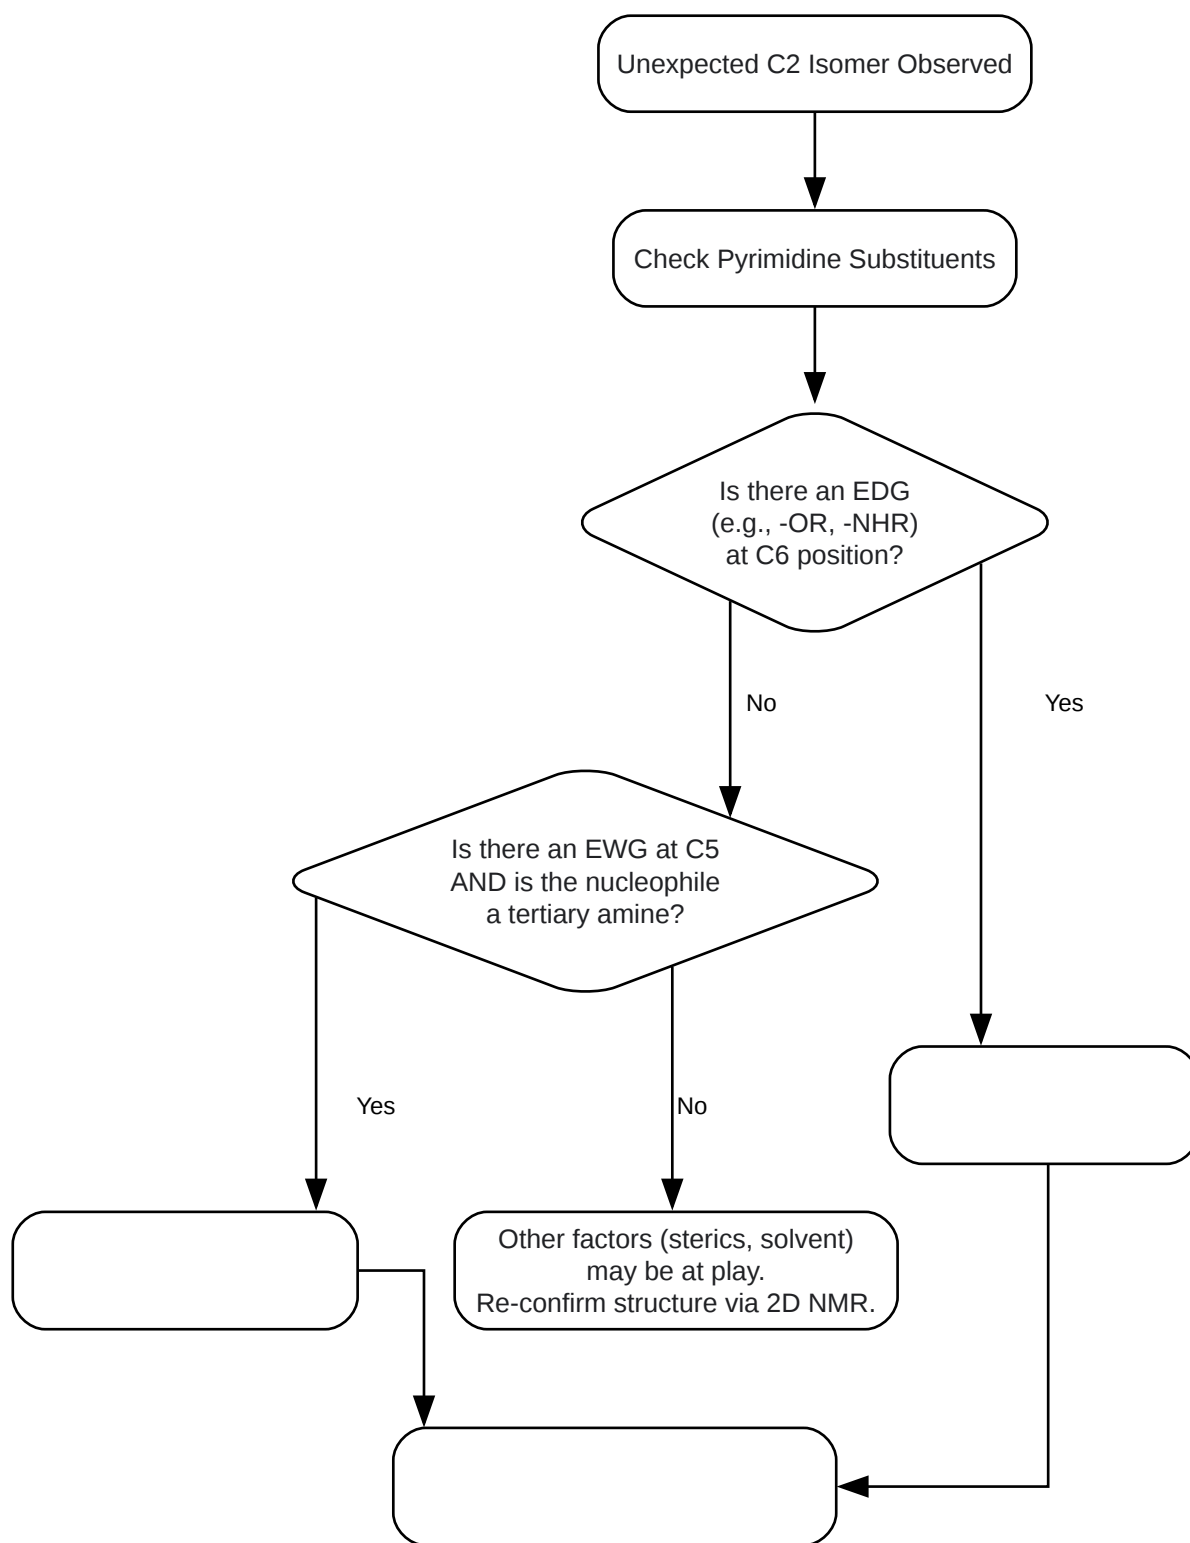 Unexpected C2 Isomer Observed
Check Pyrimidine Substituents
Is there an EDG
(e.g., -OR, -NHR)
at C6 position?
No
Yes
Is there an EWG at C5
AND is the nucleophile
a tertiary amine?
Yes
No
Other factors (sterics, solvent)
may be at play.
Re-confirm structure via 2D NMR.